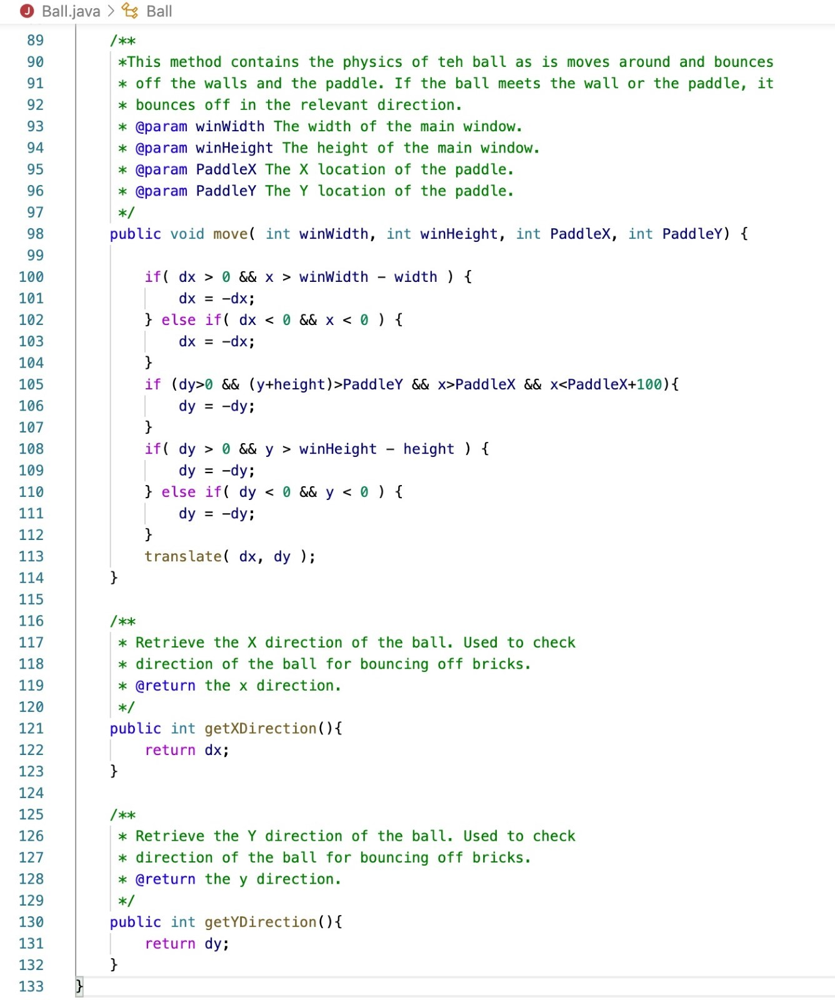 Ball.java > Ball
89 /**
90 *This method contains the physics of teh ball as is moves around and bounces
91 * off the walls and the paddle. If the ball meets the wall or the paddle, it
92 * bounces off in the relevant direction.
93 * @param winWidth The width of the main window.
94 * @param winHeight The height of the main window.
95 * @param PaddleX The X location of the paddle.
96 * @param PaddleY The Y location of the paddle.
97 */
98 public void move( int winWidth, int winHeight, int PaddleX, int PaddleY) {
99
100 if( dx > 0 && x > winWidth - width ) {
101 dx = -dx;
102 } else if( dx < 0 && x < 0 ) {
103 dx = -dx;
104 }
105 if (dy>0 && (y+height)>PaddleY && x>PaddleX && x<PaddleX+100){
106 dy = -dy;
107 }
108 if( dy > 0 && y > winHeight - height ) {
109 dy = -dy;
110 } else if( dy < 0 && y < 0 ) {
111 dy = -dy;
112 }
113 translate( dx, dy );
114 }
115
116 /**
117 * Retrieve the X direction of the ball. Used to check
118 * direction of the ball for bouncing off bricks.
119 * @return the x direction.
120 */
121 public int getXDirection(){
122 return dx;
123 }
124
125 /**
126 * Retrieve the Y direction of the ball. Used to check
127 * direction of the ball for bouncing off bricks.
128 * @return the y direction.
129 */
130 public int getYDirection(){
131 return dy;
132 }
133 }